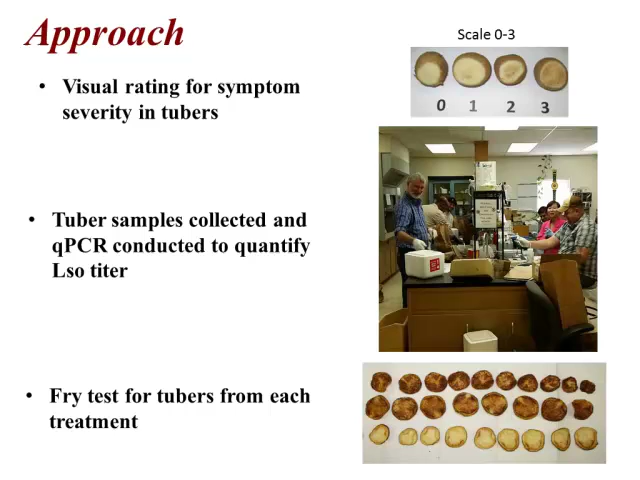 Approach
Scale 0-3
• Visual rating for symptom
severity in tubers
0 1 2 3
• Tuber samples collected and
qPCR conducted to quantify
Lso titer
• Fry test for tubers from each
treatment